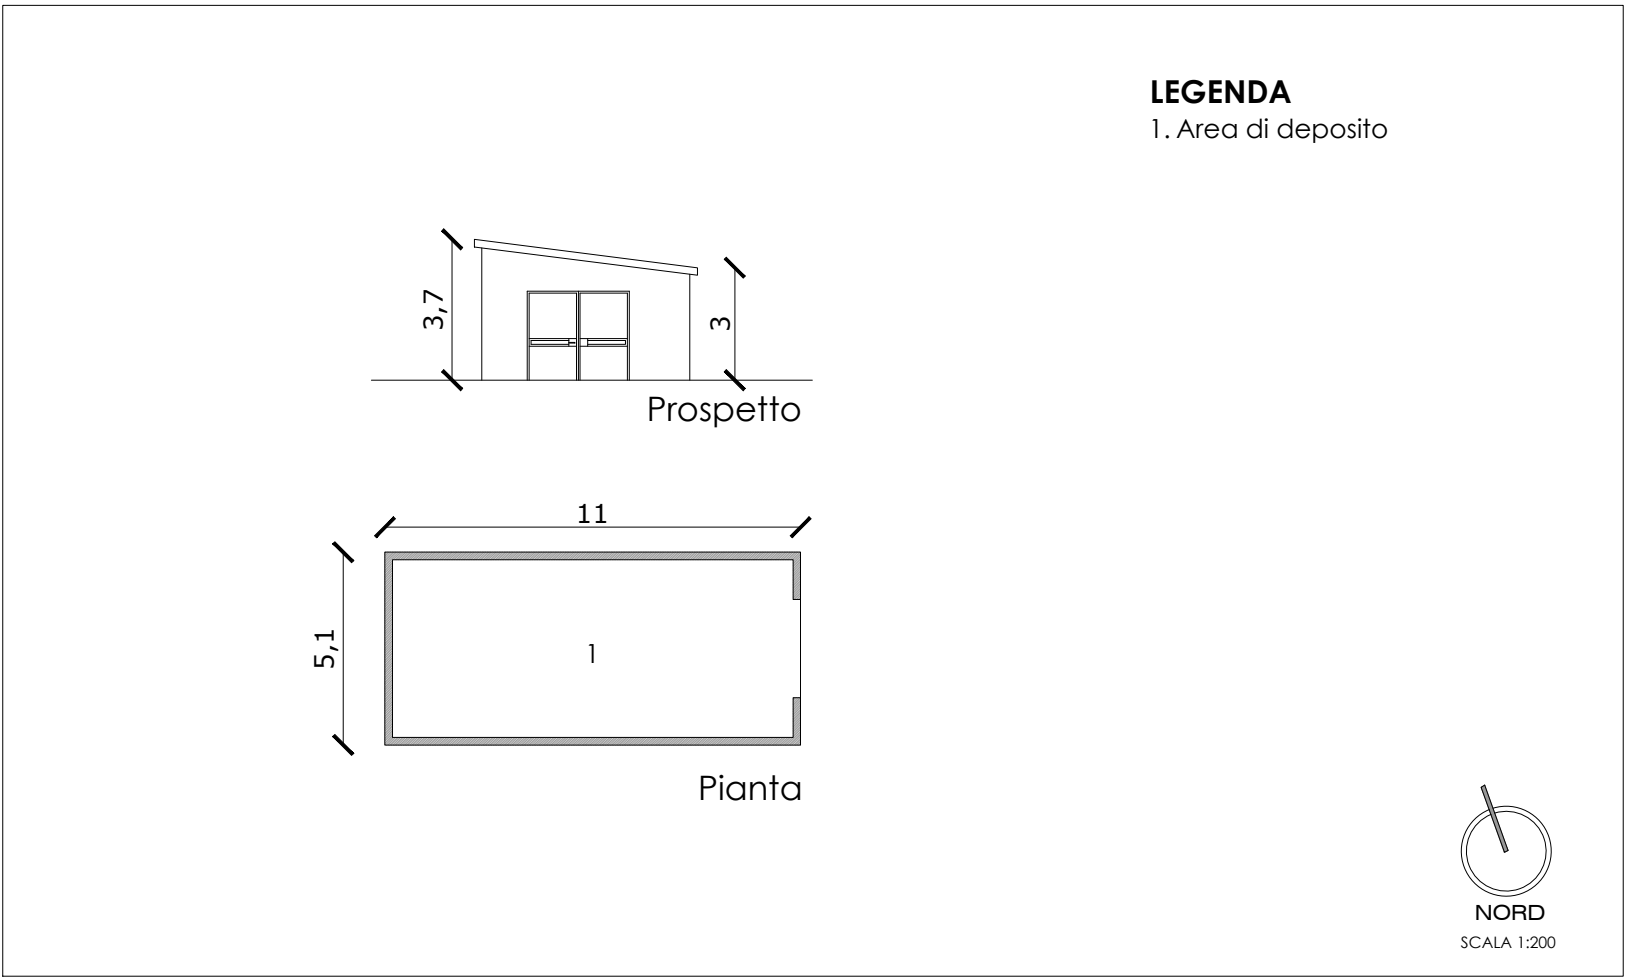 LEGENDA
1. Area di deposito
3,7
3
Prospetto
11
5,1
1
Pianta
NORD
SCALA 1:200